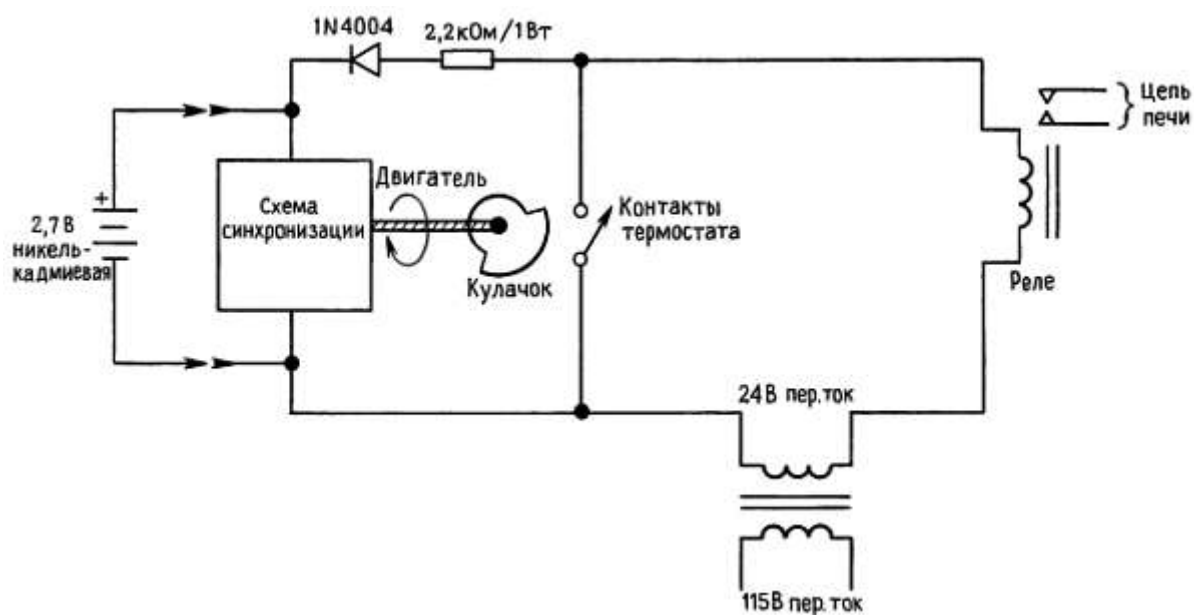 1N4004
2,2кОм/1Вт
Цепь
печи
+
2,7В
никель-
кадмиевая
Схема
синхронизации
Двигатель
Кулачок
Контакты
термостата
Реле
24В пер.ток
115В пер.ток